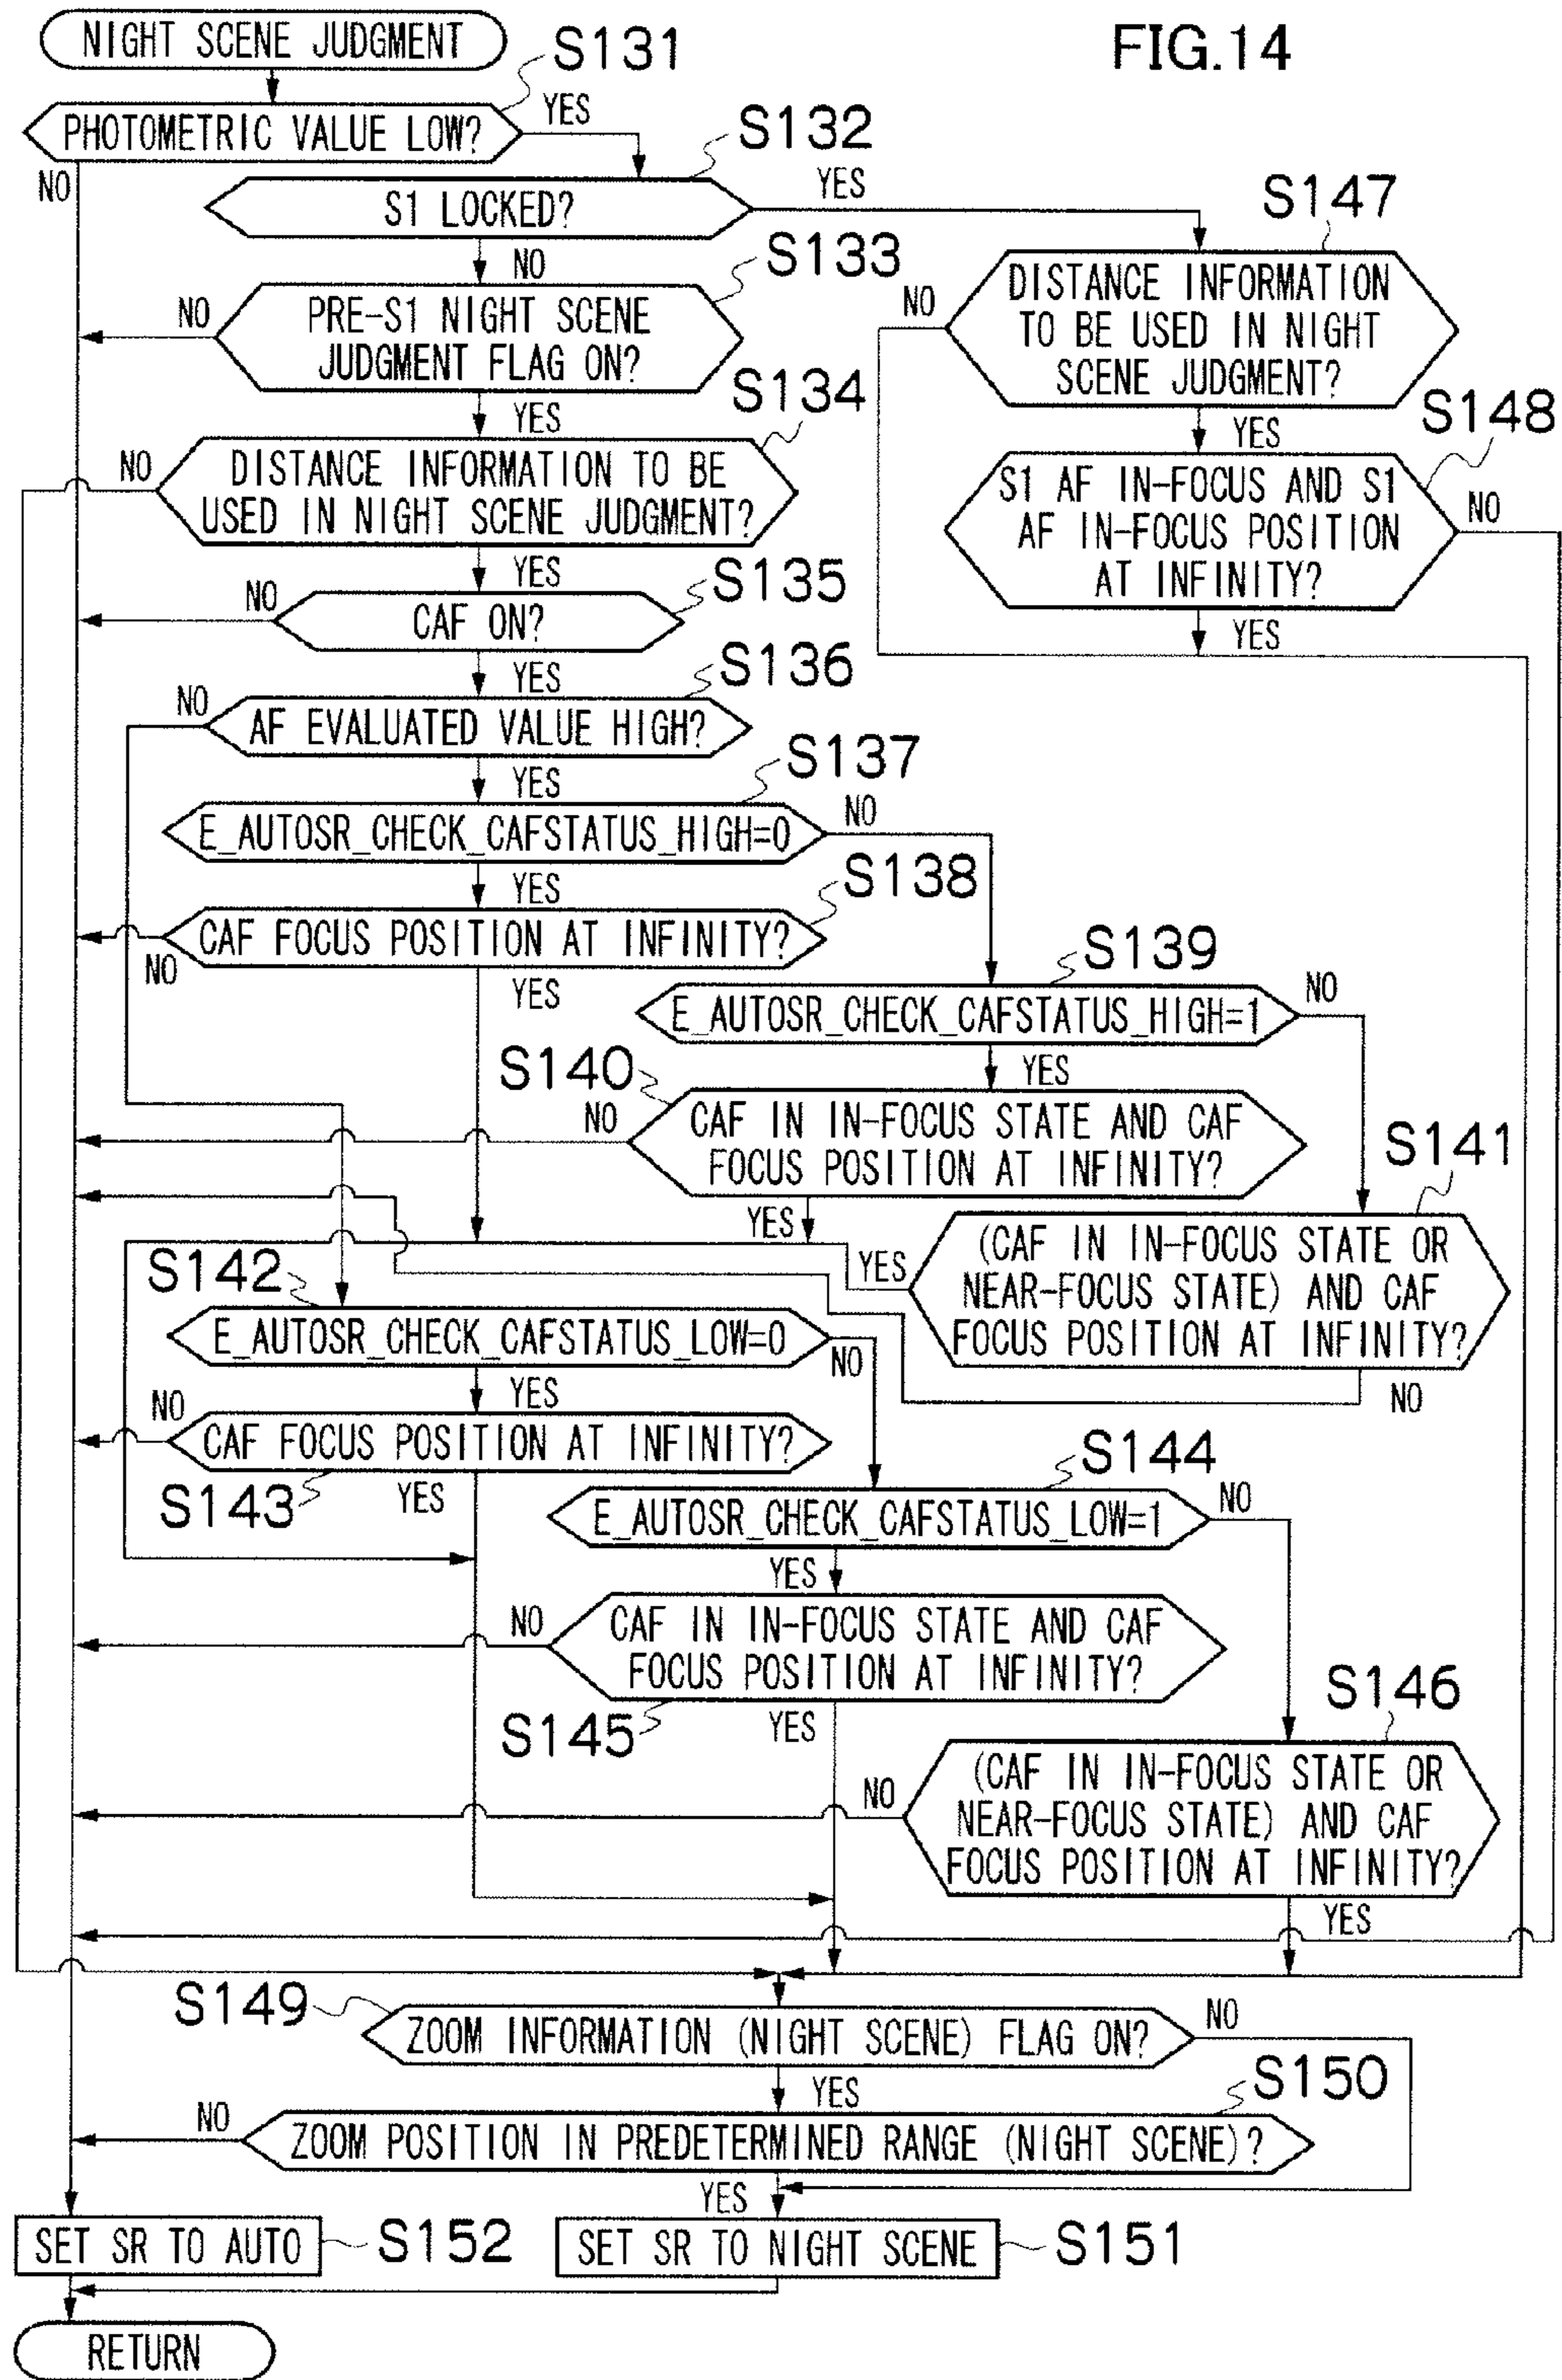 NIGHT SCENE JUDGMENT
FIG.14
S131
PHOTOMETRIC VALUE LOW?
YES
NO
S132
S1 LOCKED?
YES
NO
S147
DISTANCE INFORMATION
TO BE USED IN NIGHT
SCENE JUDGMENT?
NO
YES
S133
PRE-S1 NIGHT SCENE
JUDGMENT FLAG ON?
NO
YES
S148
S1 AF IN-FOCUS AND S1
AF IN-FOCUS POSITION
AT INFINITY?
NO
YES
S134
DISTANCE INFORMATION TO BE
USED IN NIGHT SCENE JUDGMENT?
NO
YES
S135
CAF ON?
NO
YES
S136
AF EVALUATED VALUE HIGH?
NO
YES
S137
E_AUTOSR_CHECK_CAFSTATUS_HIGH=0
NO
YES
S138
CAF FOCUS POSITION AT INFINITY?
NO
YES
S139
E_AUTOSR_CHECK_CAFSTATUS_HIGH=1
NO
YES
S140
CAF IN IN-FOCUS STATE AND CAF
FOCUS POSITION AT INFINITY?
NO
YES
S141
(CAF IN IN-FOCUS STATE OR
NEAR-FOCUS STATE) AND CAF
FOCUS POSITION AT INFINITY?
YES
NO
S142
E_AUTOSR_CHECK_CAFSTATUS_LOW=0
NO
YES
CAF FOCUS POSITION AT INFINITY?
NO
S143
YES
S144
E_AUTOSR_CHECK_CAFSTATUS_LOW=1
NO
YES
CAF IN IN-FOCUS STATE AND CAF
FOCUS POSITION AT INFINITY?
NO
S145
YES
S146
(CAF IN IN-FOCUS STATE OR
NEAR-FOCUS STATE) AND CAF
FOCUS POSITION AT INFINITY?
NO
YES
S149
ZOOM INFORMATION (NIGHT SCENE) FLAG ON?
NO
YES
S150
ZOOM POSITION IN PREDETERMINED RANGE (NIGHT SCENE)?
NO
YES
SET SR TO AUTO
S152
SET SR TO NIGHT SCENE
S151
RETURN